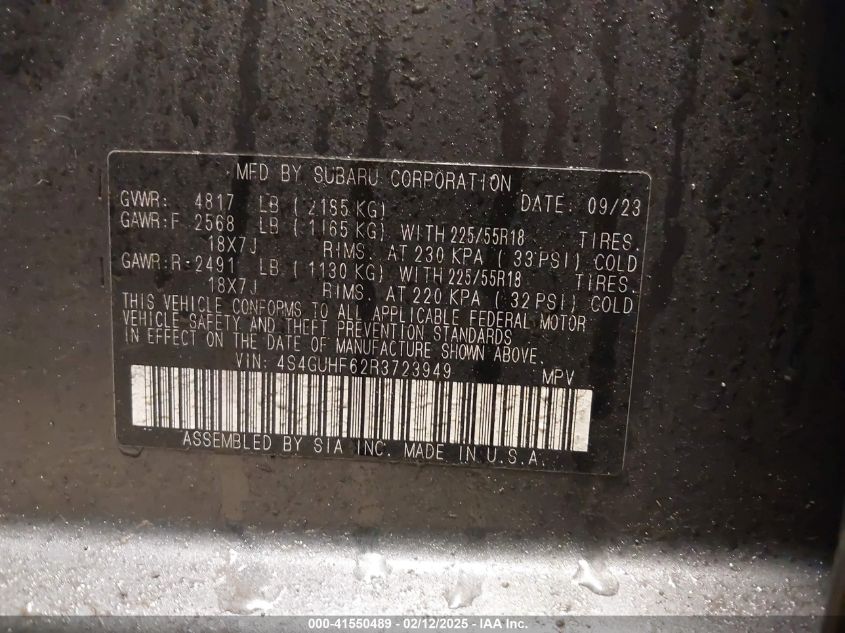 MFD BY SUBARU CORPORATION
GVWR: 4817 LB ( 2185 KG) DATE: 09/23
GAWR:F 2568 LB ( 1165 KG) WITH 225/55R18 TIRES,
18X7J RIMS, AT 230 KPA ( 33 PSI) COLD
GAWR:R 2491 LB ( 1130 KG) WITH 225/55R18 TIRES,
18X7J RIMS, AT 220 KPA ( 32 PSI) COLD
THIS VEHICLE CONFORMS TO ALL APPLICABLE FEDERAL MOTOR
VEHICLE SAFETY AND THEFT PREVENTION STANDARDS
IN EFFECT ON THE DATE OF MANUFACTURE SHOWN ABOVE.
VIN: 4S4GUHF62R3723949 MPV
ASSEMBLED BY SIA INC. MADE IN U.S.A.
000-41550489 - 02/12/2025 - IAA Inc.